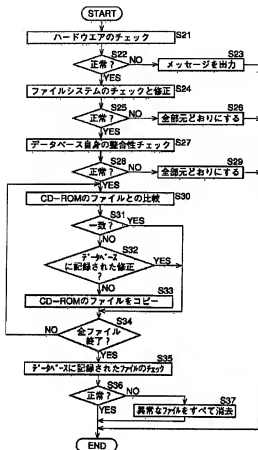 START
ハードウエアのチェック S21
S22 S23
正常? NO メッセージを出力
YES
ファイルシステムのチェックと修正 S24
S25 S26
正常? NO 全部元どおりにする
YES
データベース自身の整合性チェック S27
S28 S29
正常? NO 全部元どおりにする
YES
CD-ROMのファイルとの比較 S30
S31
一致? YES
NO
S32
データベース
に記録された修正 YES
?
NO S33
CD-ROMのファイルをコピー
S34
NO 全ファイル
終了?
YES S35
データベースに記録されたファイルのチェック
S36
正常? NO S37
YES 異常なファイルをすべて消去
END